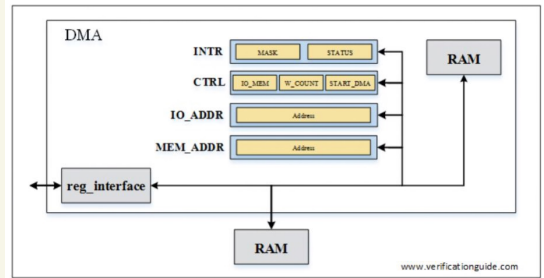 DMA
INTR MASK STATUS
RAM
CTRL IO_MEM W_COUNT START_DMA
IO_ADDR Address
MEM_ADDR Address
reg_interface
RAM
www.verificationguide.com